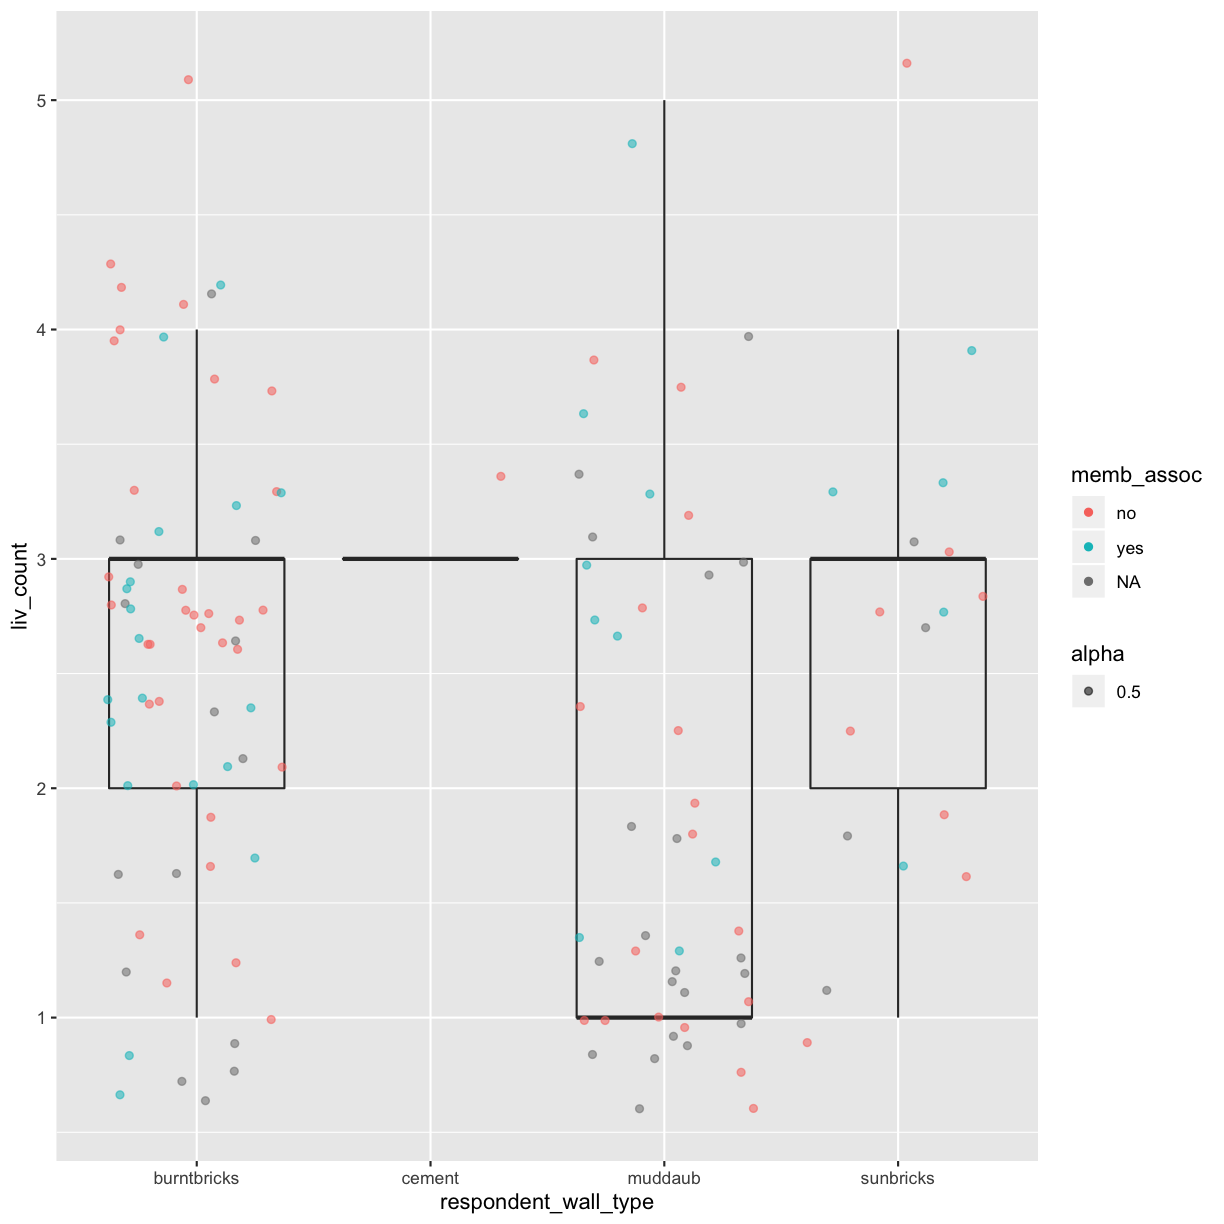 5
4
3
2
1
liv_count
burntbricks
cement
muddaub
sunbricks
respondent_wall_type
memb_assoc
no
yes
NA
alpha
0.5